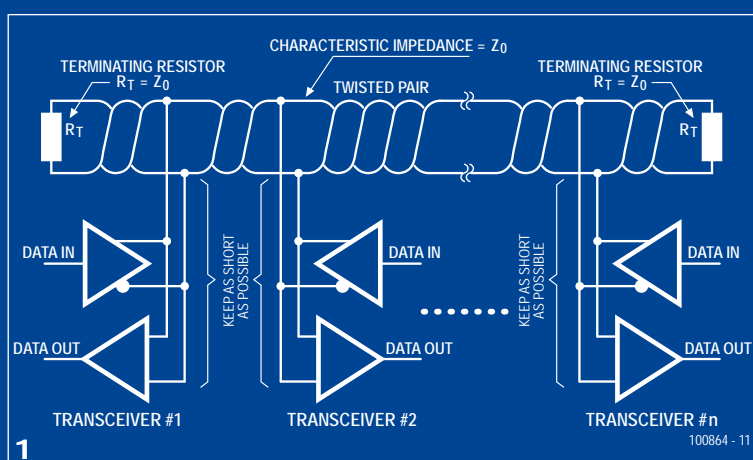 CHARACTERISTIC IMPEDANCE = Z0
TERMINATING RESISTOR
RT = Z0
TWISTED PAIR
TERMINATING RESISTOR
RT = Z0
RT
RT
DATA IN
DATA OUT
KEEP AS SHORT
AS POSSIBLE
DATA IN
DATA OUT
KEEP AS SHORT
AS POSSIBLE
DATA IN
DATA OUT
TRANSCEIVER #1
TRANSCEIVER #2
TRANSCEIVER #n
1
100864 - 11